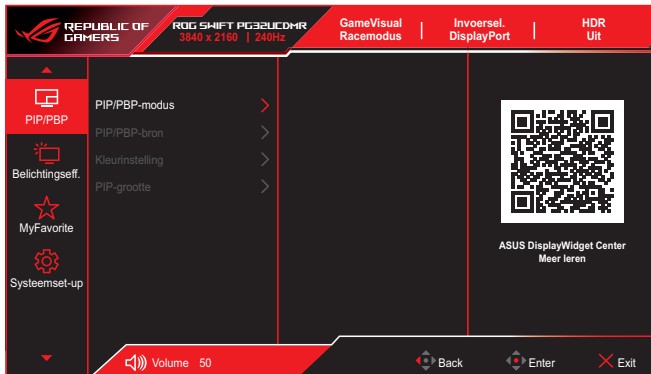 REPUBLIC OF
GAMERS
ROG SWIFT PG32UCDMR
3840 x 2160 | 240Hz
GameVisual
Racemodus
Invoersel.
DisplayPort
HDR
Uit
PIP/PBP
Belichtingseff.
MyFavorite
Systeemset-up
PIP/PBP-modus
PIP/PBP-bron
Kleurinstelling
PIP-grootte
ASUS DisplayWidget Center
Meer leren
Volume 50
Back
Enter
Exit